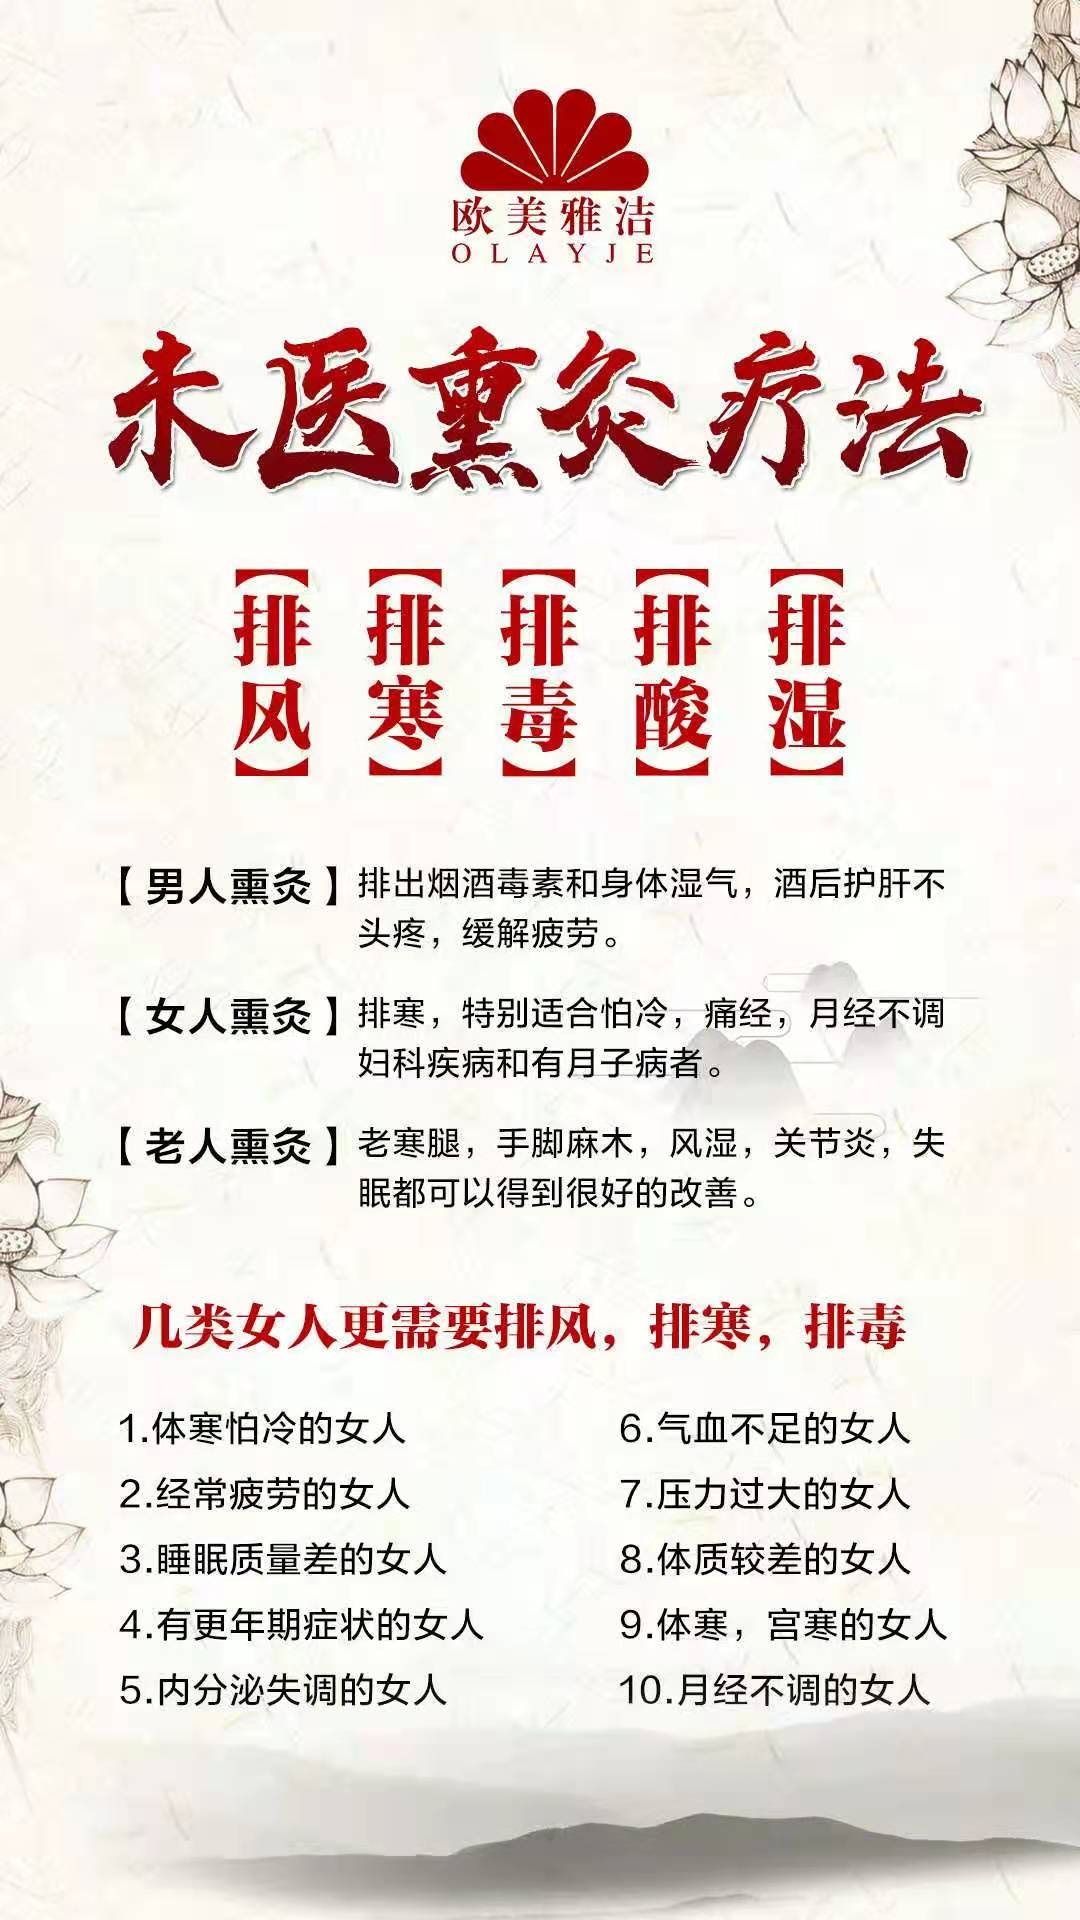 欧美雅洁
OLAYJE
未医熏灸疗法
【排风】
【排寒】
【排毒】
【排酸】
【排湿】
【男人熏灸】排出烟酒毒素和身体湿气，酒后护肝不
头疼，缓解疲劳。
【女人熏灸】排寒，特别适合怕冷，痛经，月经不调
妇科疾病和有月子病者。
【老人熏灸】老寒腿，手脚麻木，风湿，关节炎，失
眠都可以得到很好的改善。
几类女人更需要排风，排寒，排毒
1.体寒怕冷的女人
2.经常疲劳的女人
3.睡眠质量差的女人
4.有更年期症状的女人
5.内分泌失调的女人
6.气血不足的女人
7.压力过大的女人
8.体质较差的女人
9.体寒，宫寒的女人
10.月经不调的女人